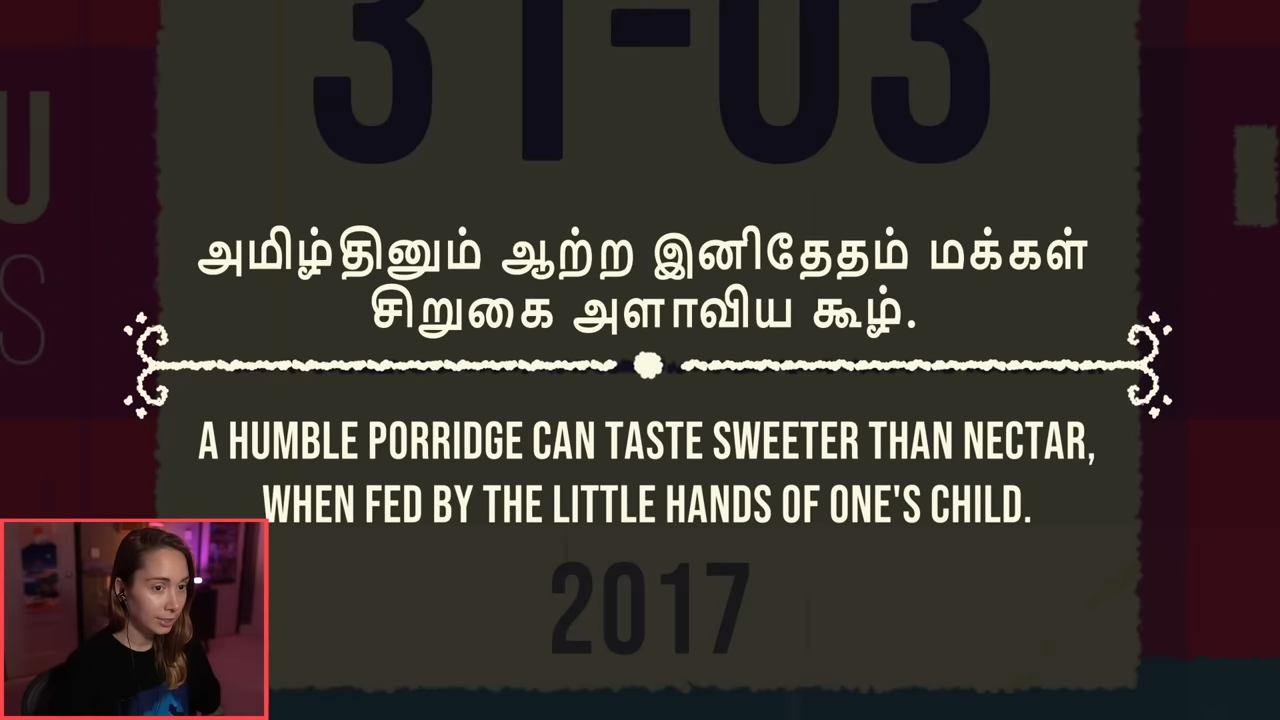 31-03
U
S
அமிழ்தினும் ஆற்ற இனிதேதம் மக்கள்
சிறுகை அளாவிய கூழ்.
A HUMBLE PORRIDGE CAN TASTE SWEETER THAN NECTAR,
WHEN FED BY THE LITTLE HANDS OF ONE'S CHILD.
2017